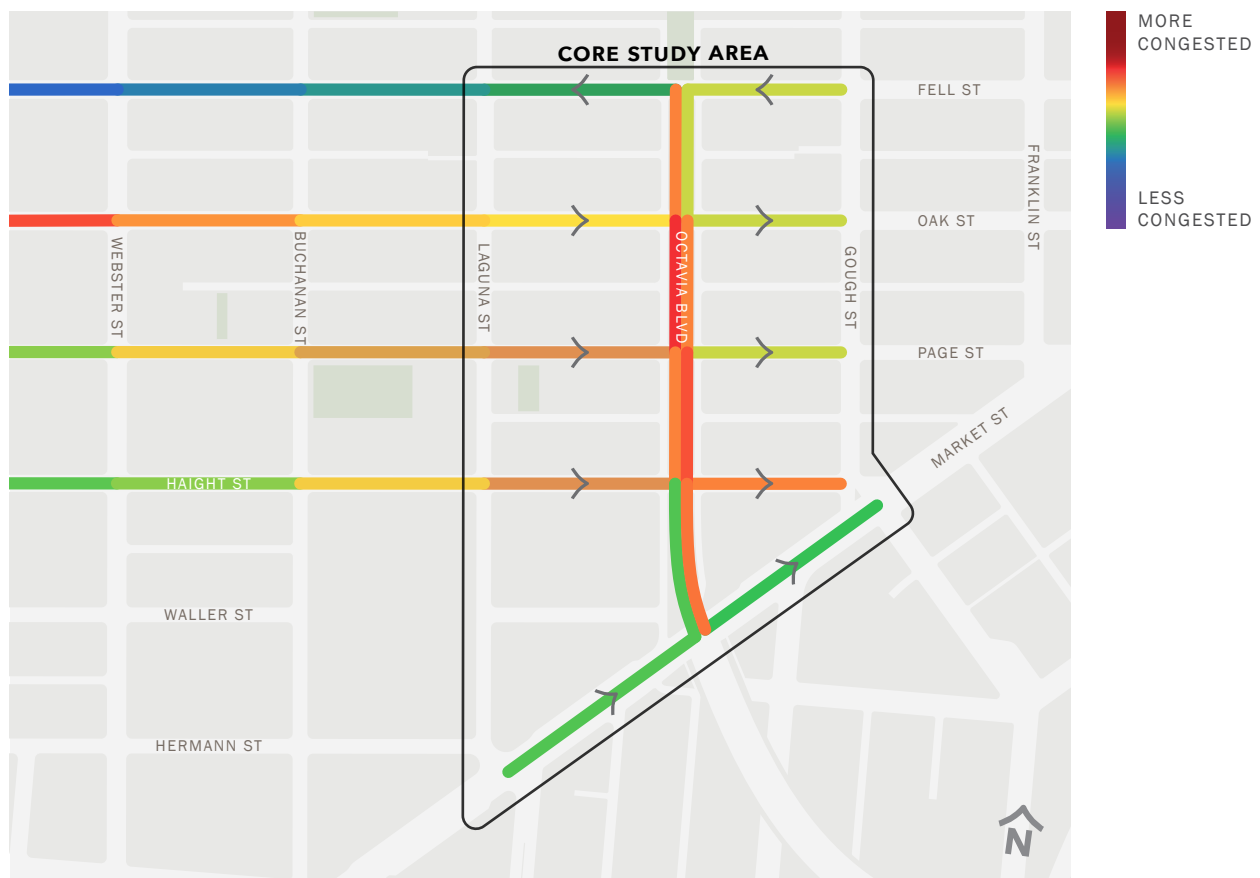 MORE
CONGESTED
CORE STUDY AREA
FELL ST
FRANKLIN ST
LESS
CONGESTED
OAK ST
WEBSTER ST
BUCHANAN ST
LAGUNA ST
OCTAVIA BLVD
GOUGH ST
PAGE ST
MARKET ST
HAIGHT ST
WALLER ST
HERMANN ST
N